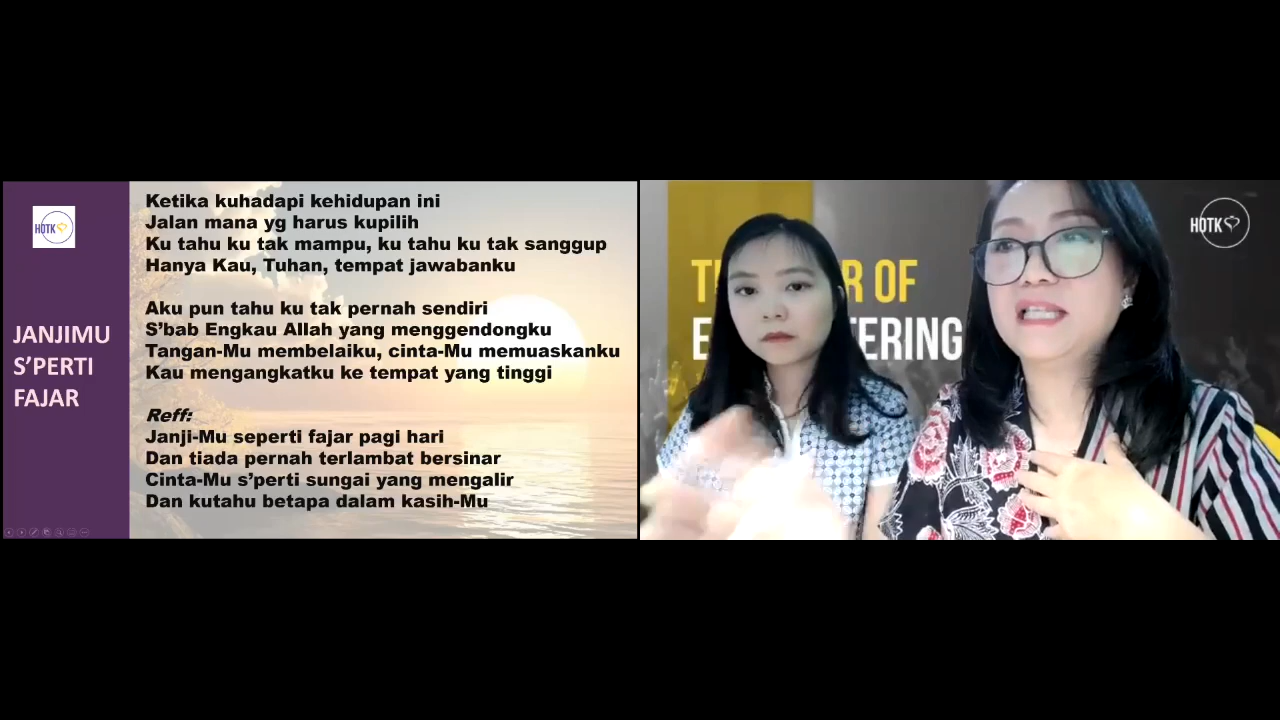 HOTK
JANJIMU
S'PERTI
FAJAR
Ketika kuhadapi kehidupan ini
Jalan mana yg harus kupilih
Ku tahu ku tak mampu, ku tahu ku tak sanggup
Hanya Kau, Tuhan, tempat jawabanku
Aku pun tahu ku tak pernah sendiri
S'bab Engkau Allah yang menggendongku
Tangan-Mu membelaiku, cinta-Mu memuaskanku
Kau mengangkatku ke tempat yang tinggi
Reff:
Janji-Mu seperti fajar pagi hari
Dan tiada pernah terlambat bersinar
Cinta-Mu s'perti sungai yang mengalir
Dan kutahu betapa dalam kasih-Mu
HOTK
OF